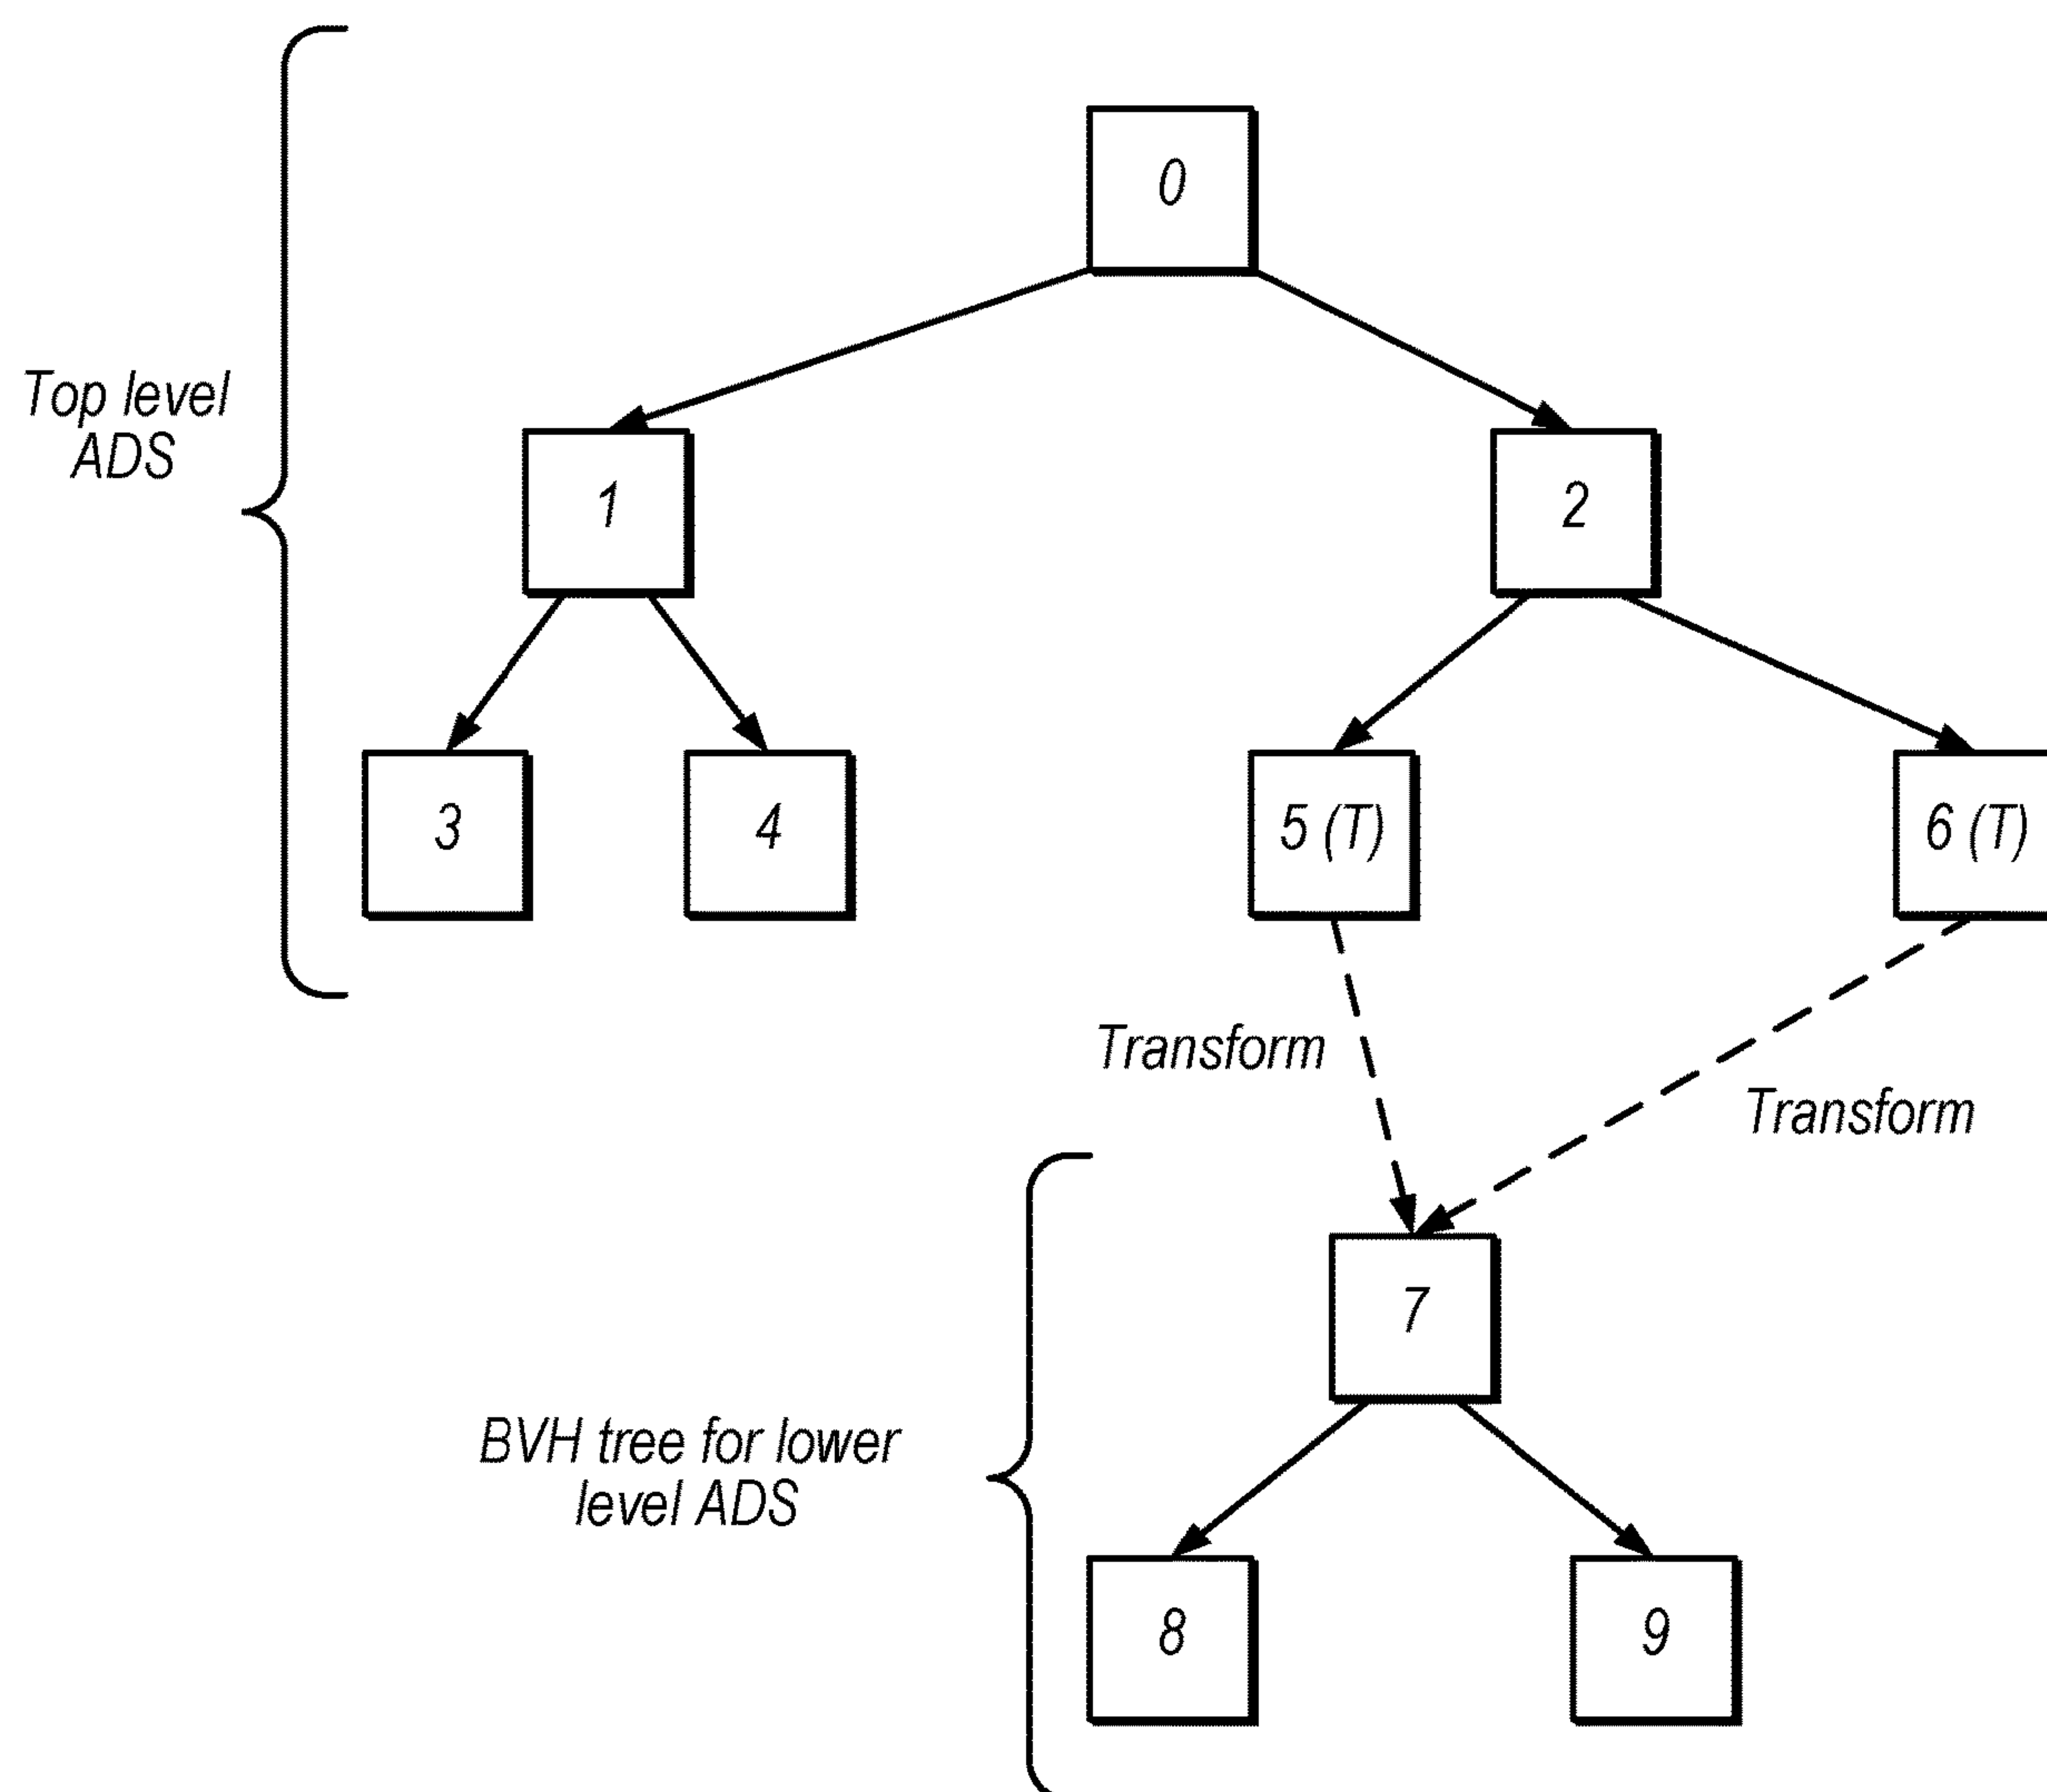 0
Top level
ADS
1
2
3
4
5 (T)
6 (T)
Transform
Transform
7
BVH tree for lower
level ADS
8
9